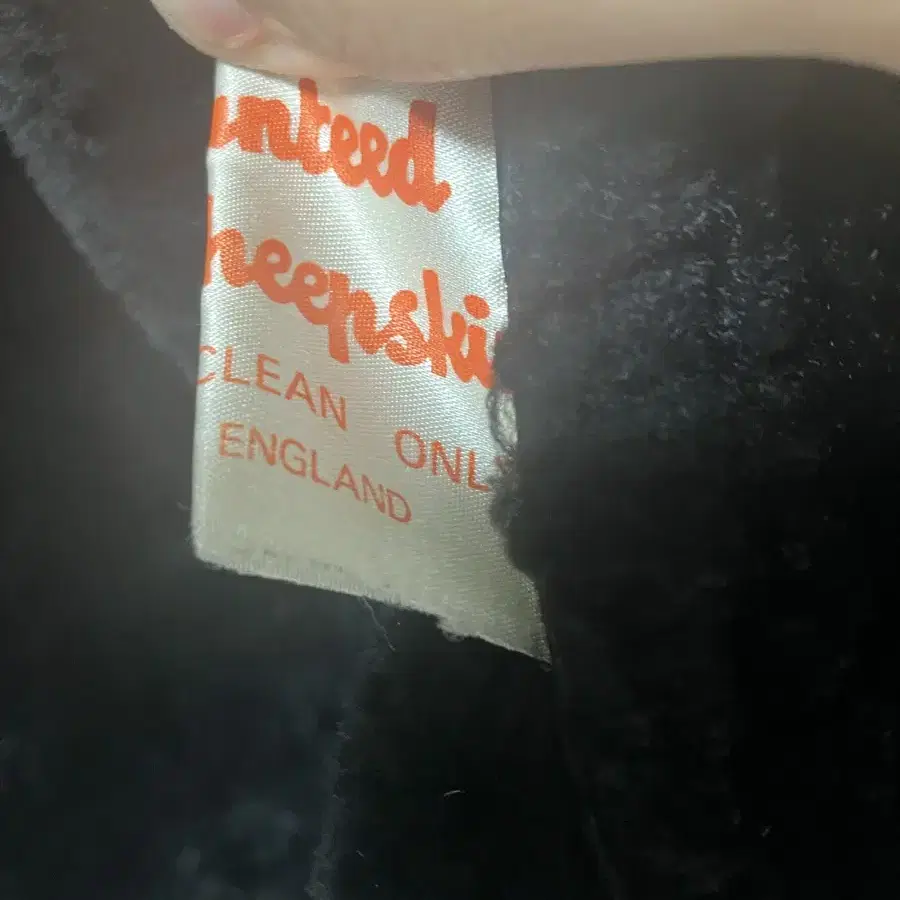 anteed
heepski
CLEAN ONL
ENGLAND